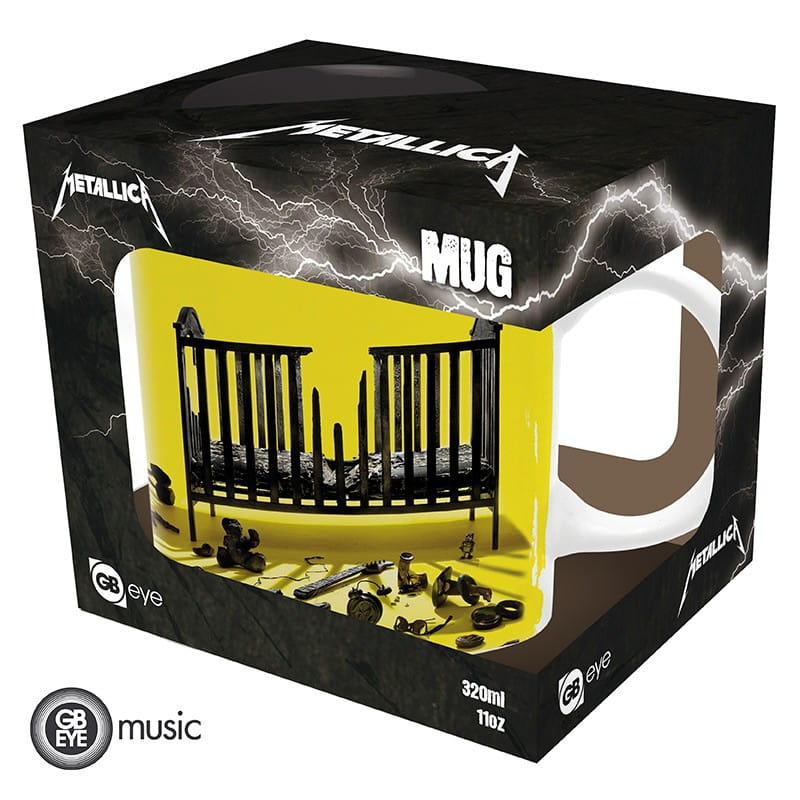 METALLICA
METALLICA
MUG
METALLICA
GB eye
320ml
11oz
GB eye
GB
EYE
music